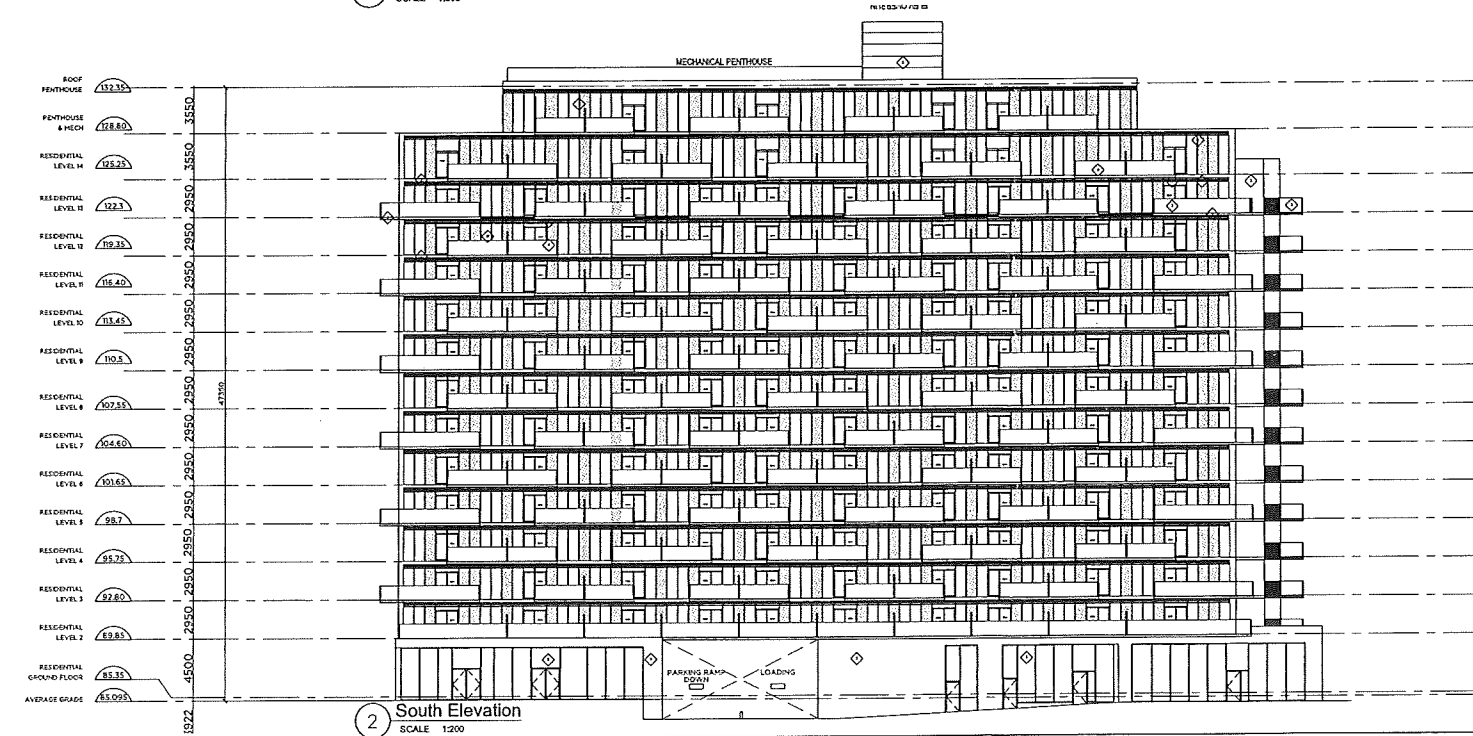 SCALE 1:200
MECHANICAL PENTHOUSE
ROOF
PENTHOUSE 132.35
PENTHOUSE
& MECH 128.80
RESIDENTIAL
LEVEL 14 125.25
RESIDENTIAL
LEVEL 13 122.3
RESIDENTIAL
LEVEL 12 119.35
RESIDENTIAL
LEVEL 11 116.40
RESIDENTIAL
LEVEL 10 113.45
RESIDENTIAL
LEVEL 9 110.5
RESIDENTIAL
LEVEL 8 107.55
RESIDENTIAL
LEVEL 7 104.60
RESIDENTIAL
LEVEL 6 101.65
RESIDENTIAL
LEVEL 5 98.7
RESIDENTIAL
LEVEL 4 95.75
RESIDENTIAL
LEVEL 3 92.80
RESIDENTIAL
LEVEL 2 89.85
RESIDENTIAL
GROUND FLOOR 85.35
AVERAGE GRADE 85.095
3550
3550
2950
2950
2950
2950
2950
2950
2950
2950
2950
2950
2950
2950
4500
47350
PARKING RAMP
DOWN
LOADING
2 South Elevation
SCALE 1:200